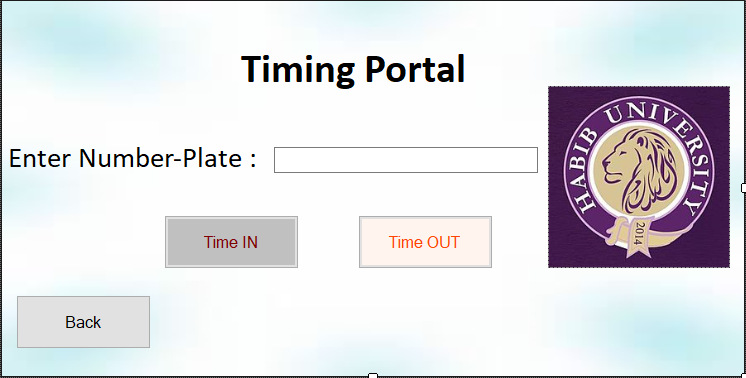 Timing Portal
HABIB UNIVERSITY
Enter Number-Plate :
2014
Time IN
Time OUT
Back